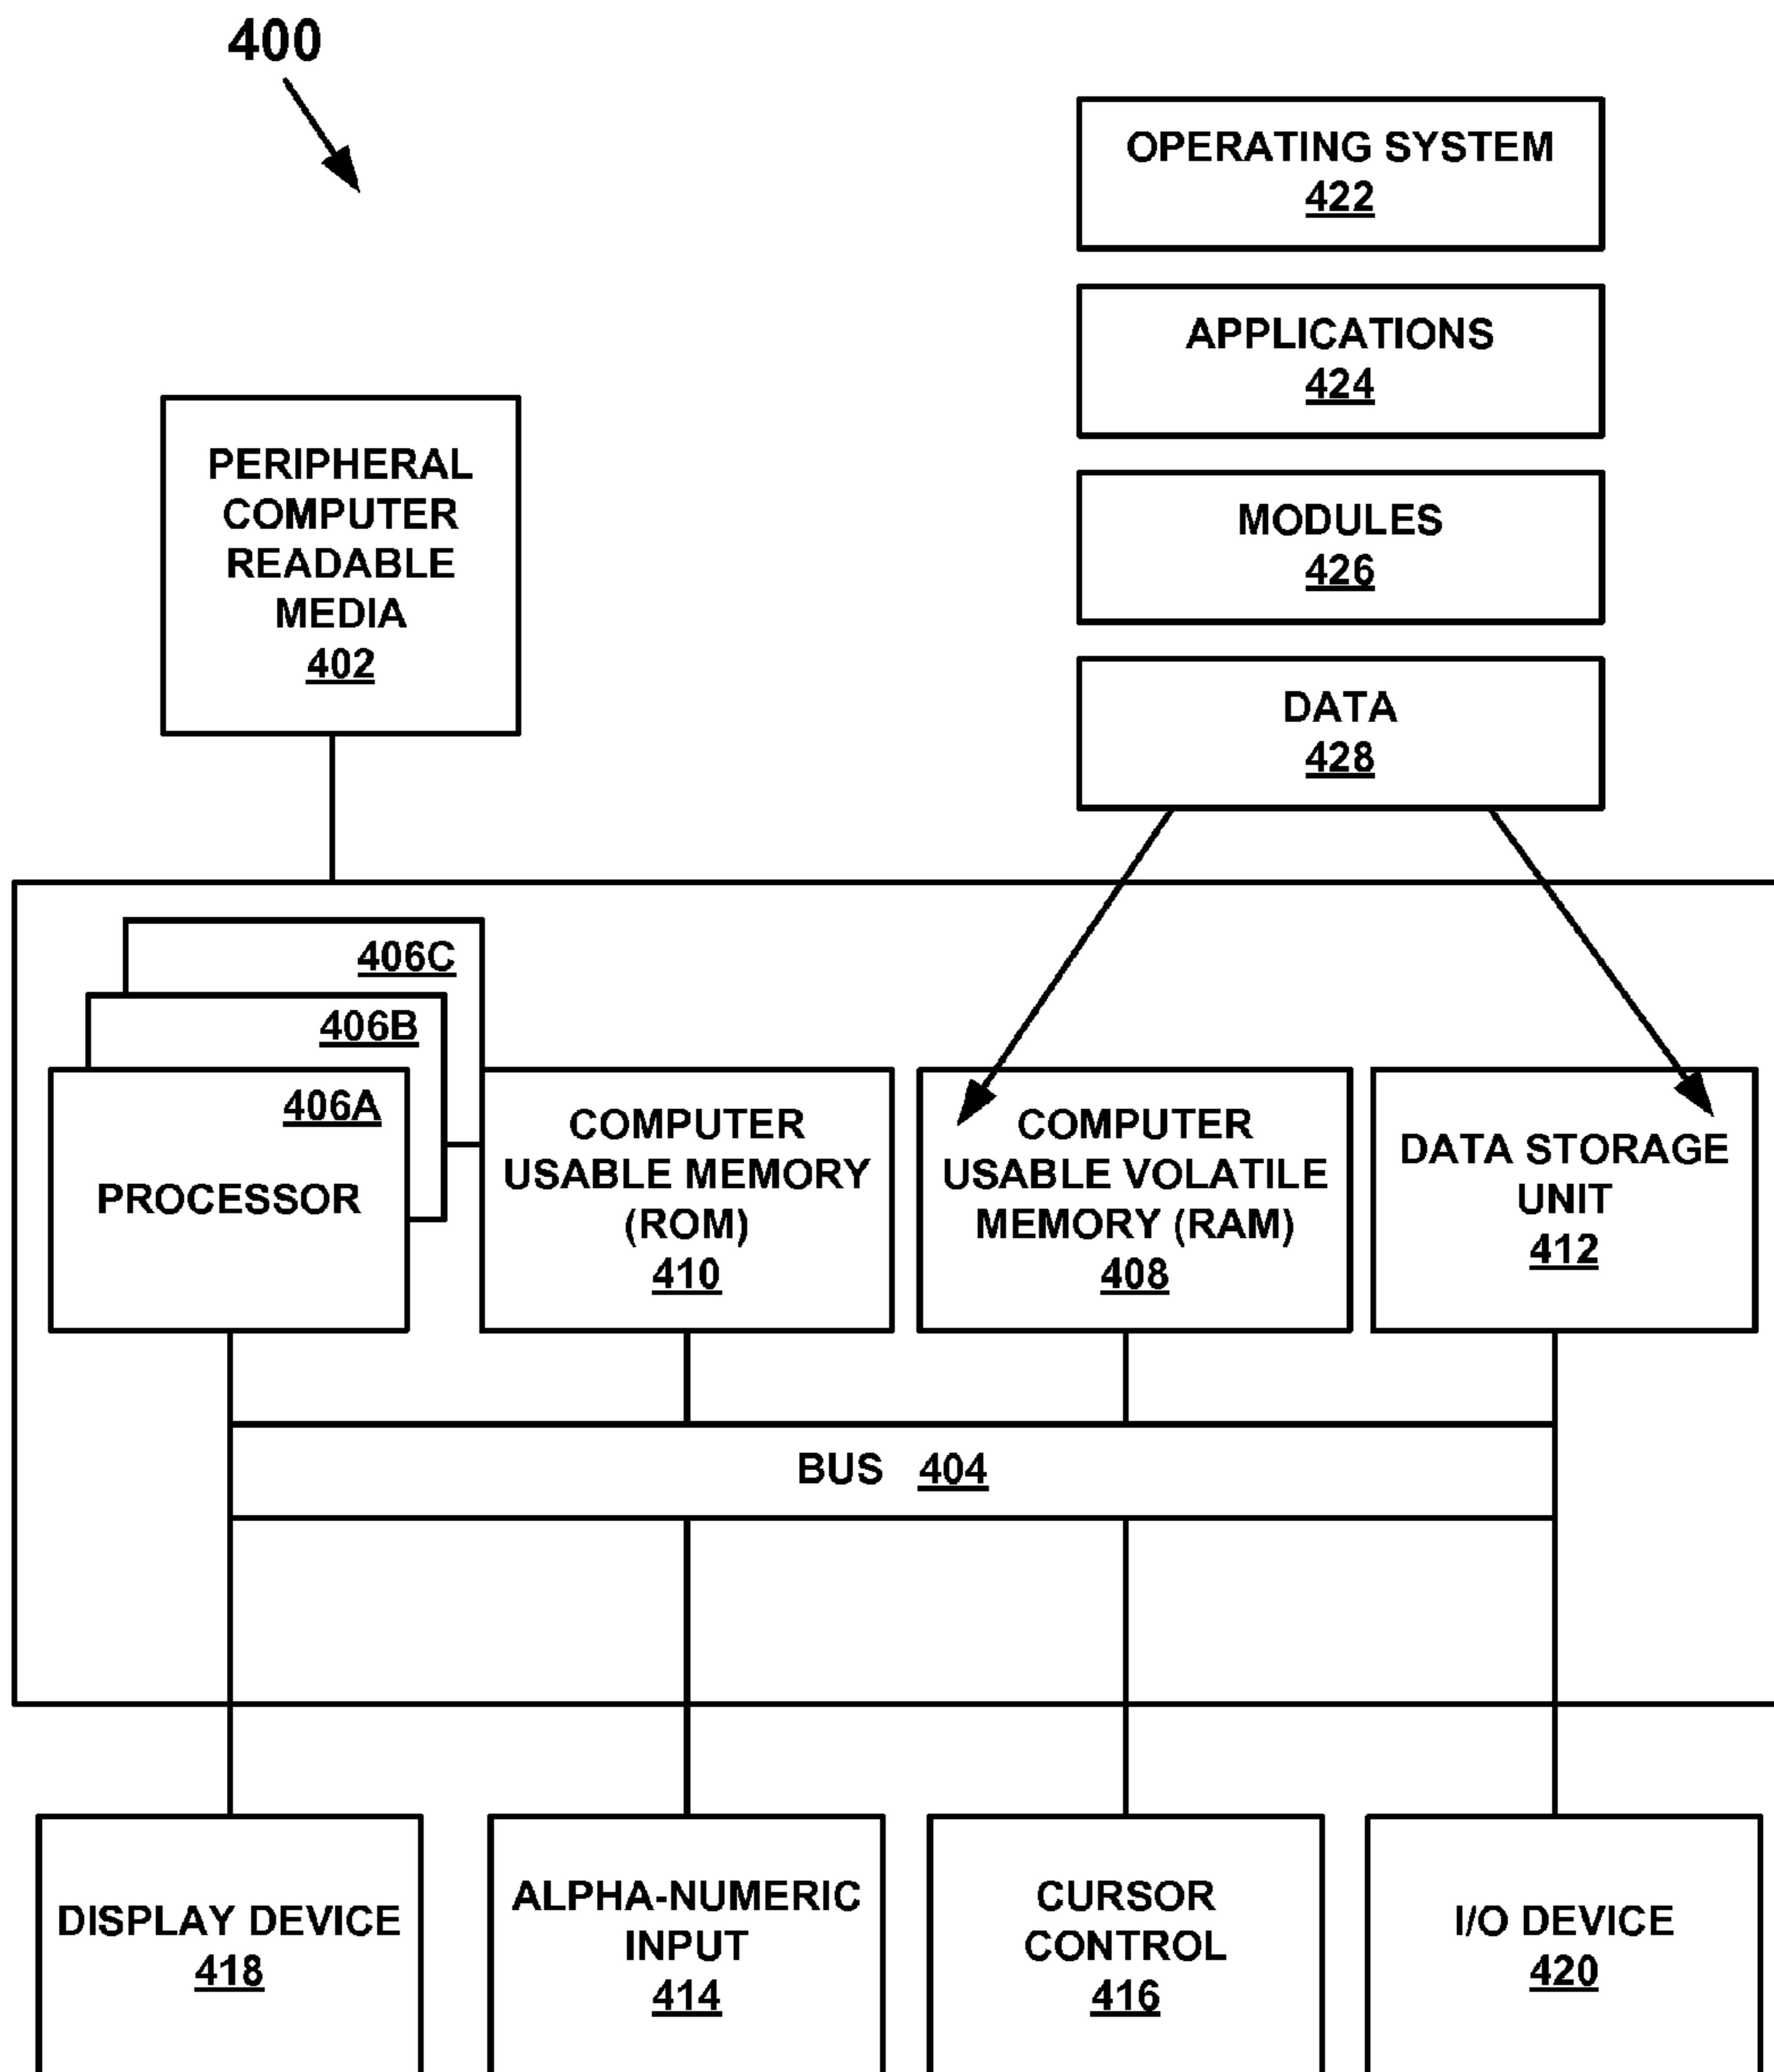 400
OPERATING SYSTEM
422
APPLICATIONS
424
PERIPHERAL
COMPUTER
READABLE
MEDIA
402
MODULES
426
DATA
428
406C
406B
406A
PROCESSOR
COMPUTER
USABLE MEMORY
(ROM)
410
COMPUTER
USABLE VOLATILE
MEMORY (RAM)
408
DATA STORAGE
UNIT
412
BUS 404
DISPLAY DEVICE
418
ALPHA-NUMERIC
INPUT
414
CURSOR
CONTROL
416
I/O DEVICE
420